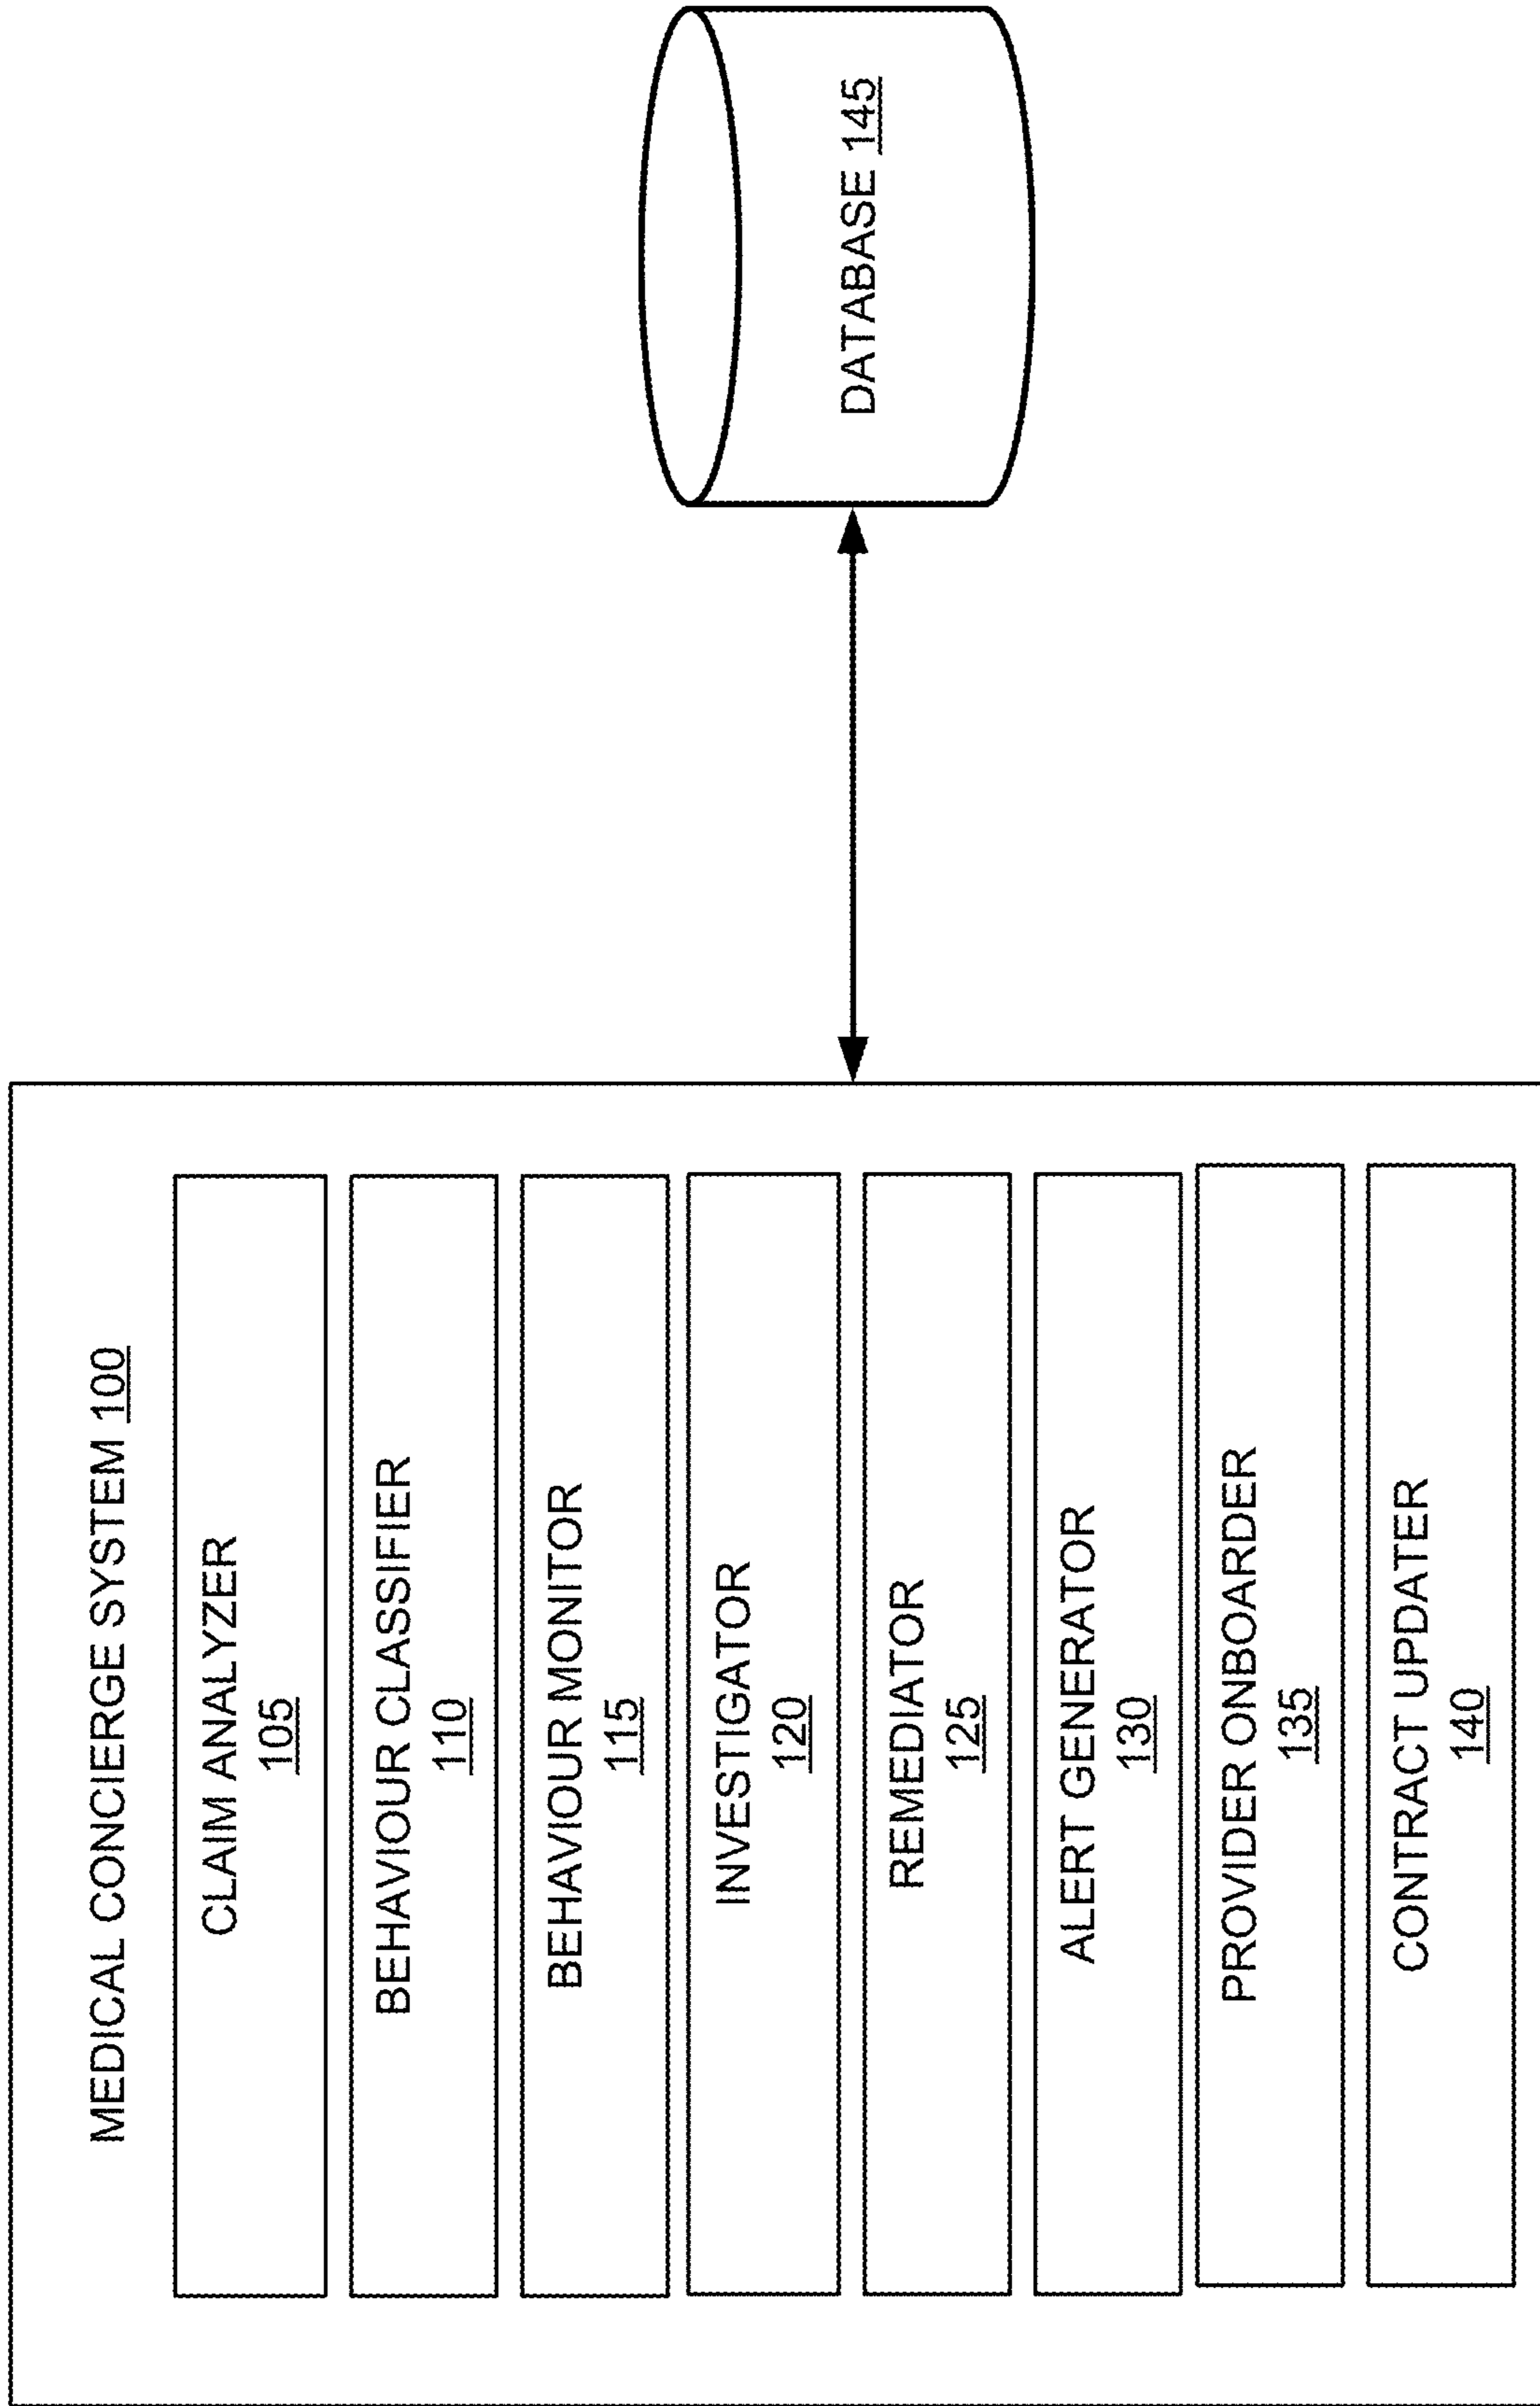 MEDICAL CONCIERGE SYSTEM 100
CLAIM ANALYZER
105
BEHAVIOUR CLASSIFIER
110
BEHAVIOUR MONITOR
115
INVESTIGATOR
120
REMEDIATOR
125
ALERT GENERATOR
130
PROVIDER ONBOARDER
135
CONTRACT UPDATER
140
DATABASE 145